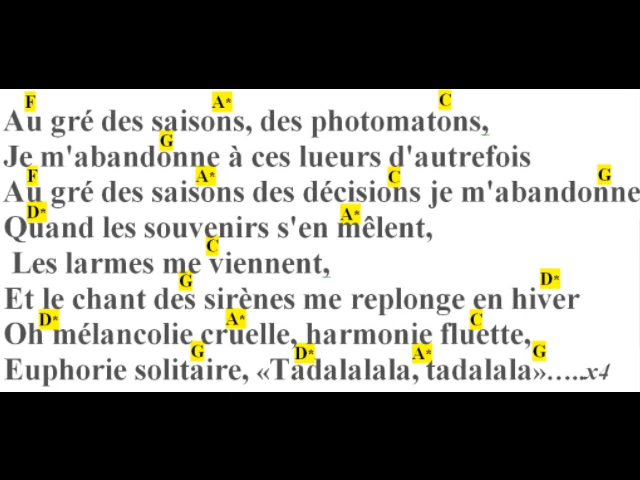 F A* C
Au gré des saisons, des photomatons,
G
Je m'abandonne à ces lueurs d'autrefois
F A* C G
Au gré des saisons des décisions je m'abandonne
D* A*
Quand les souvenirs s'en mêlent,
C
Les larmes me viennent,
G D*
Et le chant des sirènes me replonge en hiver
D* A* C
Oh mélancolie cruelle, harmonie fluette,
G D* A* G
Euphorie solitaire, «Tadalalala, tadalala»…..x4